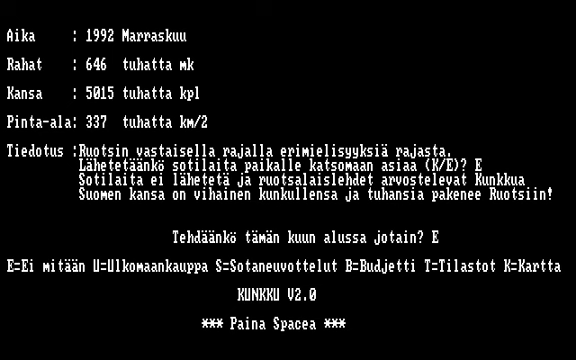 Aika : 1992 Marraskuu
Rahat : 646 tuhatta mk
Kansa : 5015 tuhatta kpl
Pinta-ala: 337 tuhatta km/2
Tiedotus :Ruotsin vastaisella rajalla erimielisyyksiä rajasta.
Lähetetäänkö sotilaita paikalle katsomaan asiaa (K/E)? E
Sotilaita ei lähetetä ja ruotsalaislehdet arvostelevat Kunkkua
Suomen kansa on vihainen kunkullensa ja tuhansia pakenee Ruotsiin!
Tehdäänkö tämän kuun alussa jotain? E
E=Ei mitään U=Ulkomaankauppa S=Sotaneuvottelut B=Budjetti T=Tilastot K=Kartta
KUNKKU V2.0
*** Paina Spacea ***